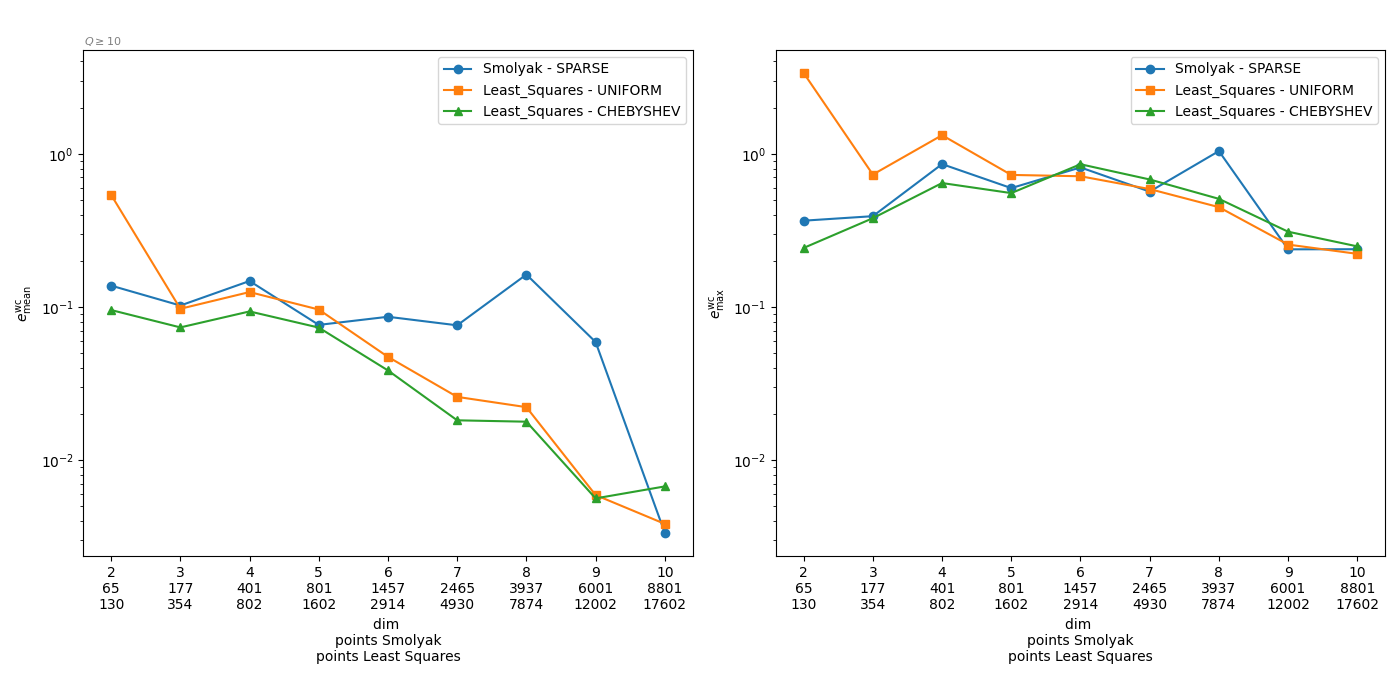 Q ≥ 10
Smolyak - SPARSE
Least_Squares - UNIFORM
Least_Squares - CHEBYSHEV
10⁰
10⁻¹
10⁻²
e^wc_mean
2 3 4 5 6 7 8 9 10
65 177 401 801 1457 2465 3937 6001 8801
130 354 802 1602 2914 4930 7874 12002 17602
dim
points Smolyak
points Least Squares
Smolyak - SPARSE
Least_Squares - UNIFORM
Least_Squares - CHEBYSHEV
10⁰
10⁻¹
10⁻²
e^wc_max
2 3 4 5 6 7 8 9 10
65 177 401 801 1457 2465 3937 6001 8801
130 354 802 1602 2914 4930 7874 12002 17602
dim
points Smolyak
points Least Squares